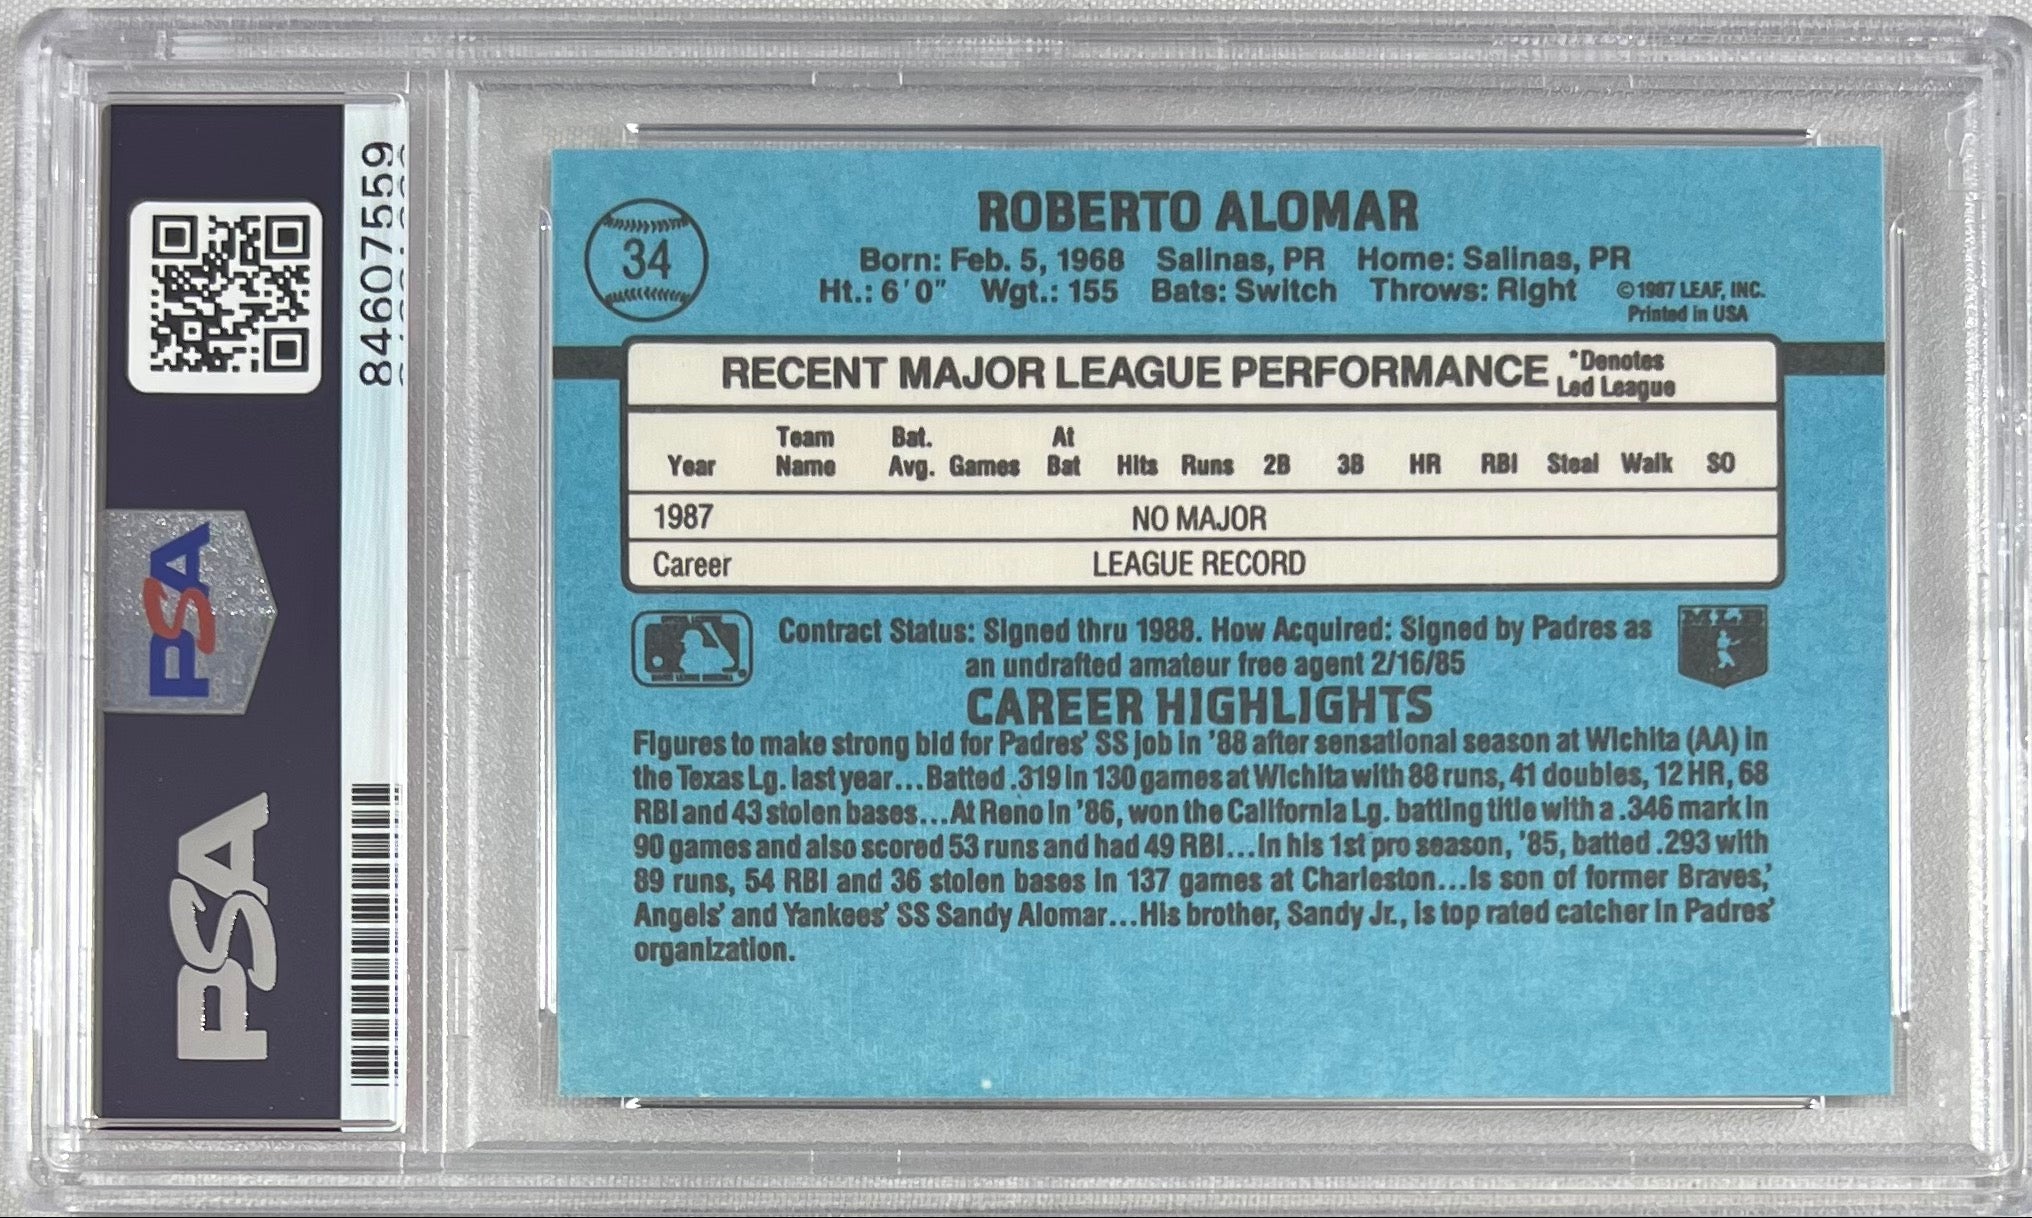 84607559
PSA
PSA
34
ROBERTO ALOMAR
Born: Feb. 5, 1968 Salinas, PR Home: Salinas, PR
Ht.: 6'0" Wgt.: 155 Bats: Switch Throws: Right
©1987 LEAF, INC.
Printed in USA
RECENT MAJOR LEAGUE PERFORMANCE *Denotes Led League
Year Team Name Bat. Avg. Games At Bat Hits Runs 2B 3B HR RBI Steal Walk SO
1987 NO MAJOR
Career LEAGUE RECORD
Contract Status: Signed thru 1988. How Acquired: Signed by Padres as
an undrafted amateur free agent 2/16/85
MLB
CAREER HIGHLIGHTS
Figures to make strong bid for Padres' SS job in '88 after sensational season at Wichita (AA) in
the Texas Lg. last year...Batted .319 in 130 games at Wichita with 88 runs, 41 doubles, 12 HR, 68
RBI and 43 stolen bases...At Reno in '86, won the California Lg. batting title with a .346 mark in
90 games and also scored 53 runs and had 49 RBI...In his 1st pro season, '85, batted .293 with
89 runs, 54 RBI and 36 stolen bases in 137 games at Charleston...Is son of former Braves,'
Angels' and Yankees' SS Sandy Alomar...His brother, Sandy Jr., is top rated catcher in Padres'
organization.